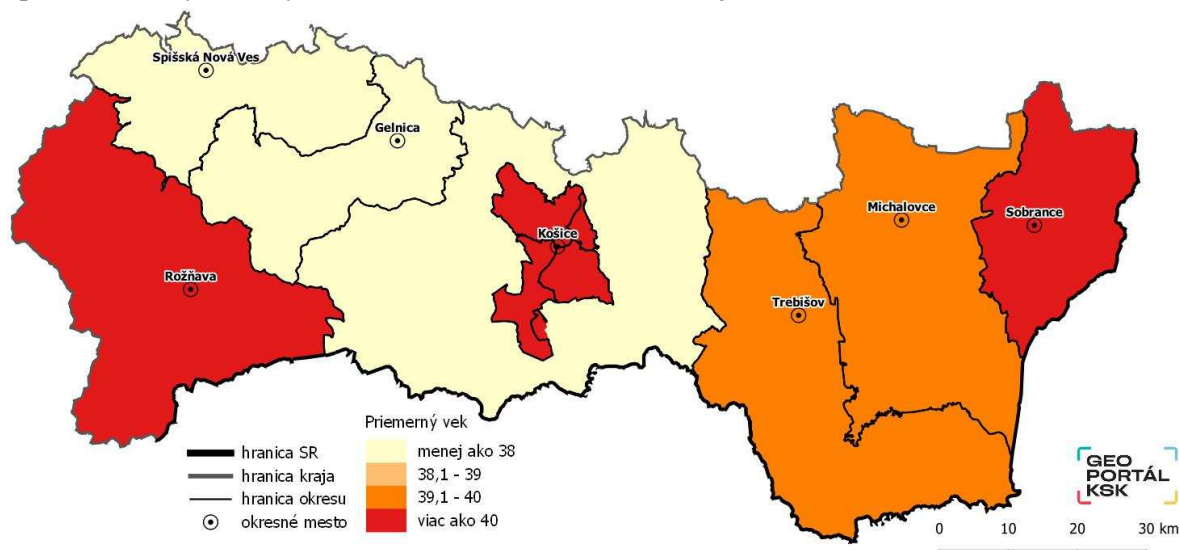 Spišská Nová Ves
Gelnica
Košice
Michalovce
Sobrance
Rožňava
Trebišov
Priemerný vek
hranica SR
hranica kraja
hranica okresu
okresné mesto
menej ako 38
38,1 - 39
39,1 - 40
viac ako 40
GEO
PORTÁL
KSK
0 10 20 30 km